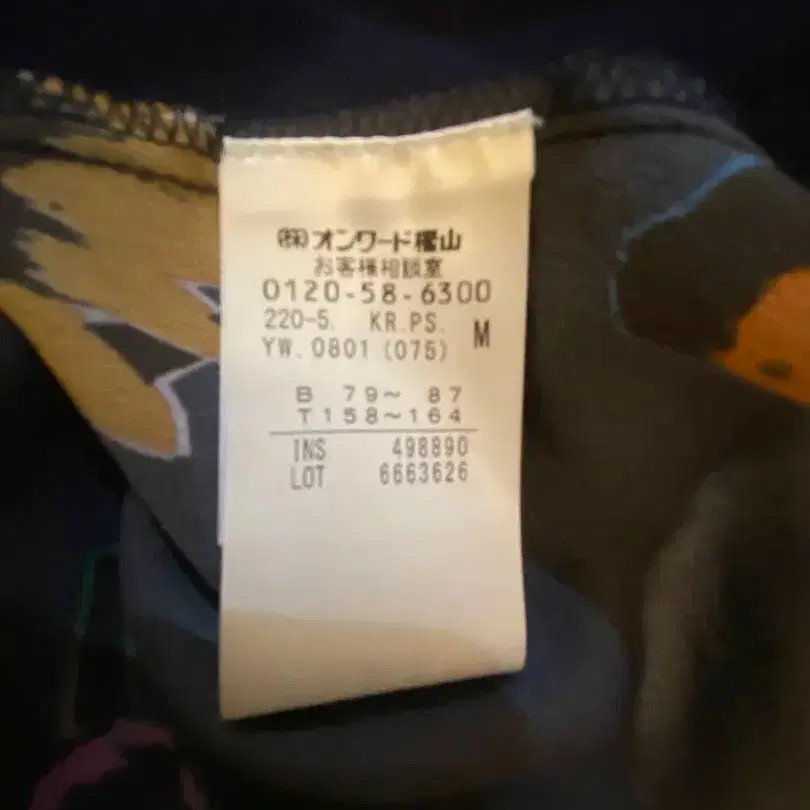 ㈱オンワード樫山
お客様相談室
0120-58-6300
220-5. KR.PS. M
YW.0801(075)
B 79～ 87
T158～164
INS 498890
LOT 6663626